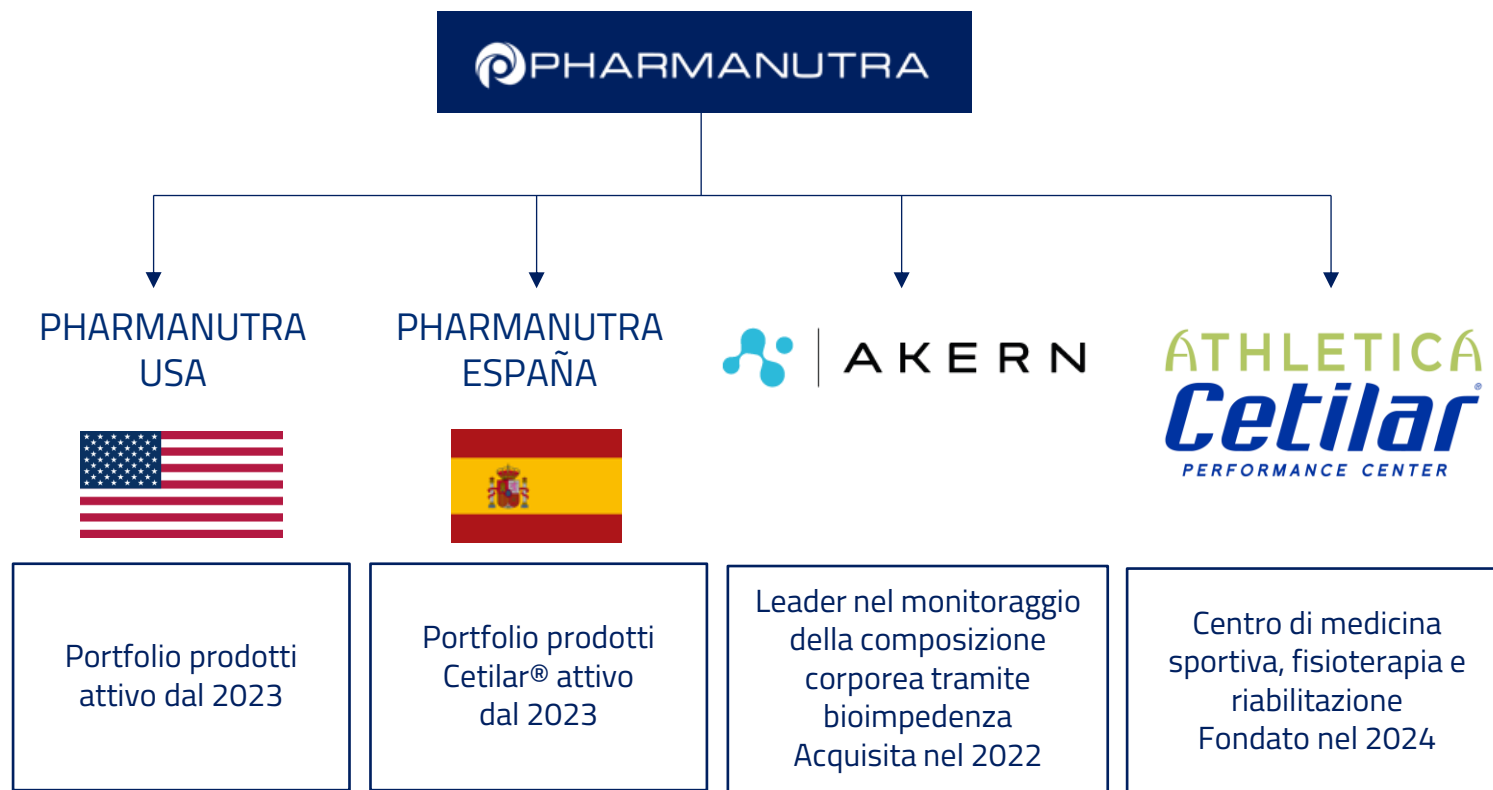 PHARMANUTRA
PHARMANUTRA
USA
PHARMANUTRA
ESPAÑA
AKERN
ATHLETICA
Cetilar®
PERFORMANCE CENTER
Portfolio prodotti
attivo dal 2023
Portfolio prodotti
Cetilar® attivo
dal 2023
Leader nel monitoraggio
della composizione
corporea tramite
bioimpedenza
Acquisita nel 2022
Centro di medicina
sportiva, fisioterapia e
riabilitazione
Fondato nel 2024